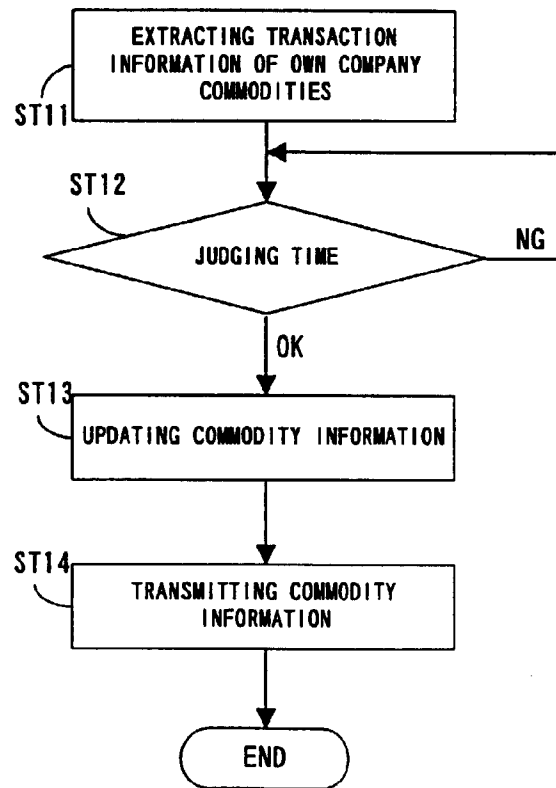 EXTRACTING TRANSACTION
INFORMATION OF OWN COMPANY
COMMODITIES
ST11
ST12
JUDGING TIME
NG
OK
ST13
UPDATING COMMODITY INFORMATION
ST14
TRANSMITTING COMMODITY
INFORMATION
END